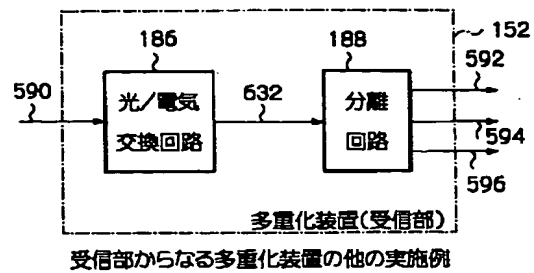 186
188
152
592
590
光/電気
交換回路
632
分離
回路
594
596
多重化装置(受信部)
受信部からなる多重化装置の他の実施例